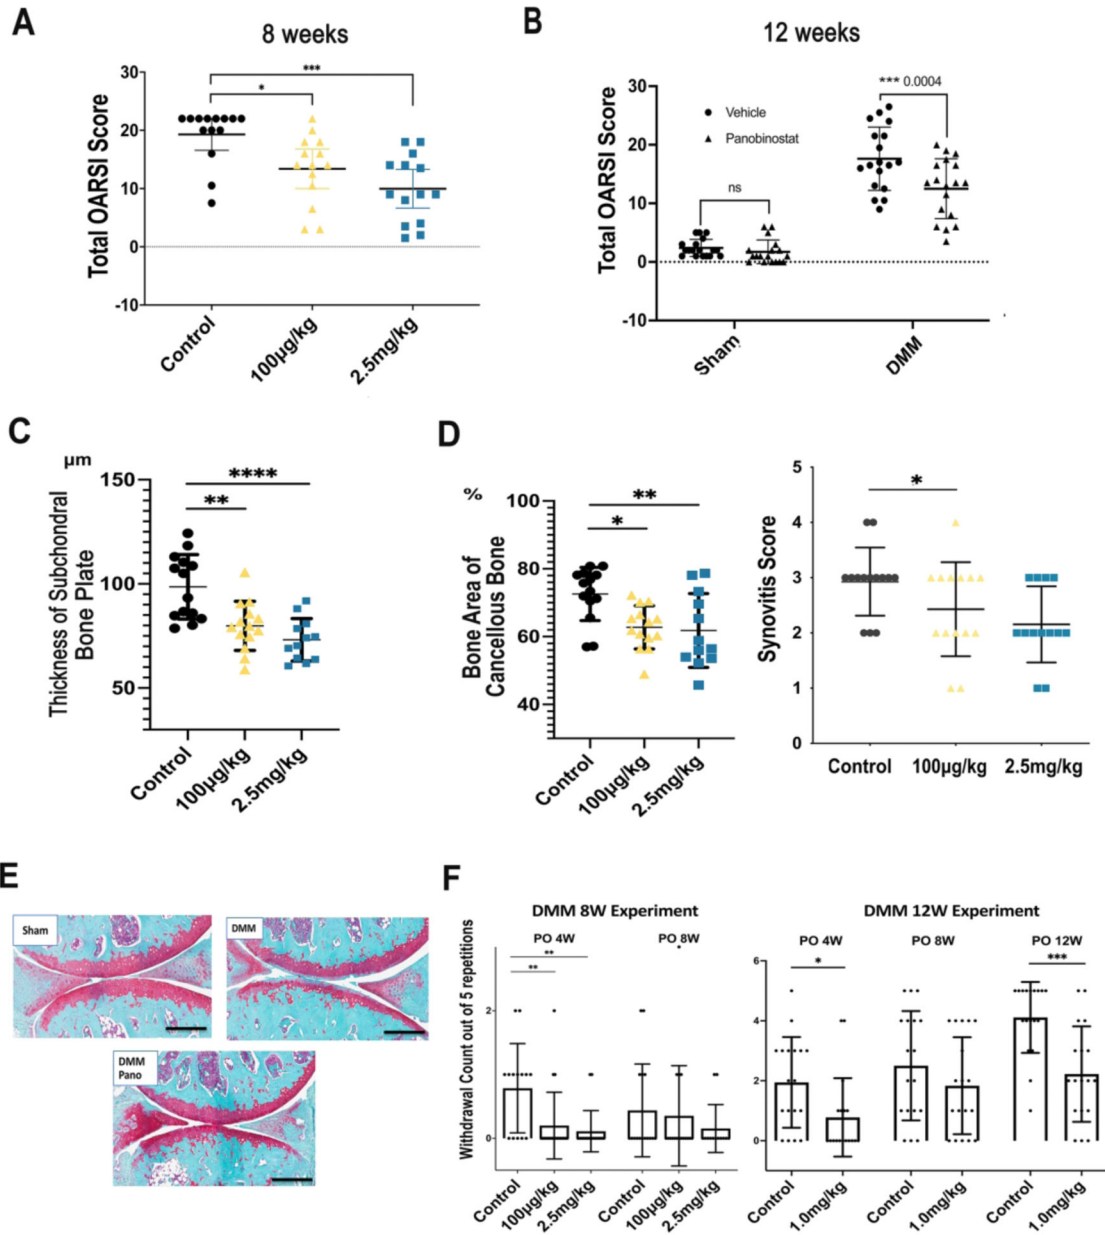 A
8 weeks
Total OARSI Score
30
20
10
0
-10
***
*
Control
100µg/kg
2.5mg/kg
B
12 weeks
Total OARSI Score
30
20
10
0
-10
Vehicle
Panobinostat
ns
*** 0.0004
Sham
DMM
C
µm
Thickness of Subchondral
Bone Plate
150
100
50
****
**
Control
100µg/kg
2.5mg/kg
D
%
Bone Area of
Cancellous Bone
100
80
60
40
**
*
Control
100µg/kg
2.5mg/kg
Synovitis Score
5
4
3
2
1
0
*
Control
100µg/kg
2.5mg/kg
E
Sham
DMM
DMM
Pano
F
DMM 8W Experiment
PO 4W
PO 8W
Withdrawal Count out of 5 repetitions
2
0
**
**
Control
100µg/kg
2.5mg/kg
Control
100µg/kg
2.5mg/kg
DMM 12W Experiment
PO 4W
PO 8W
PO 12W
6
4
2
0
*
***
Control
1.0mg/kg
Control
1.0mg/kg
Control
1.0mg/kg